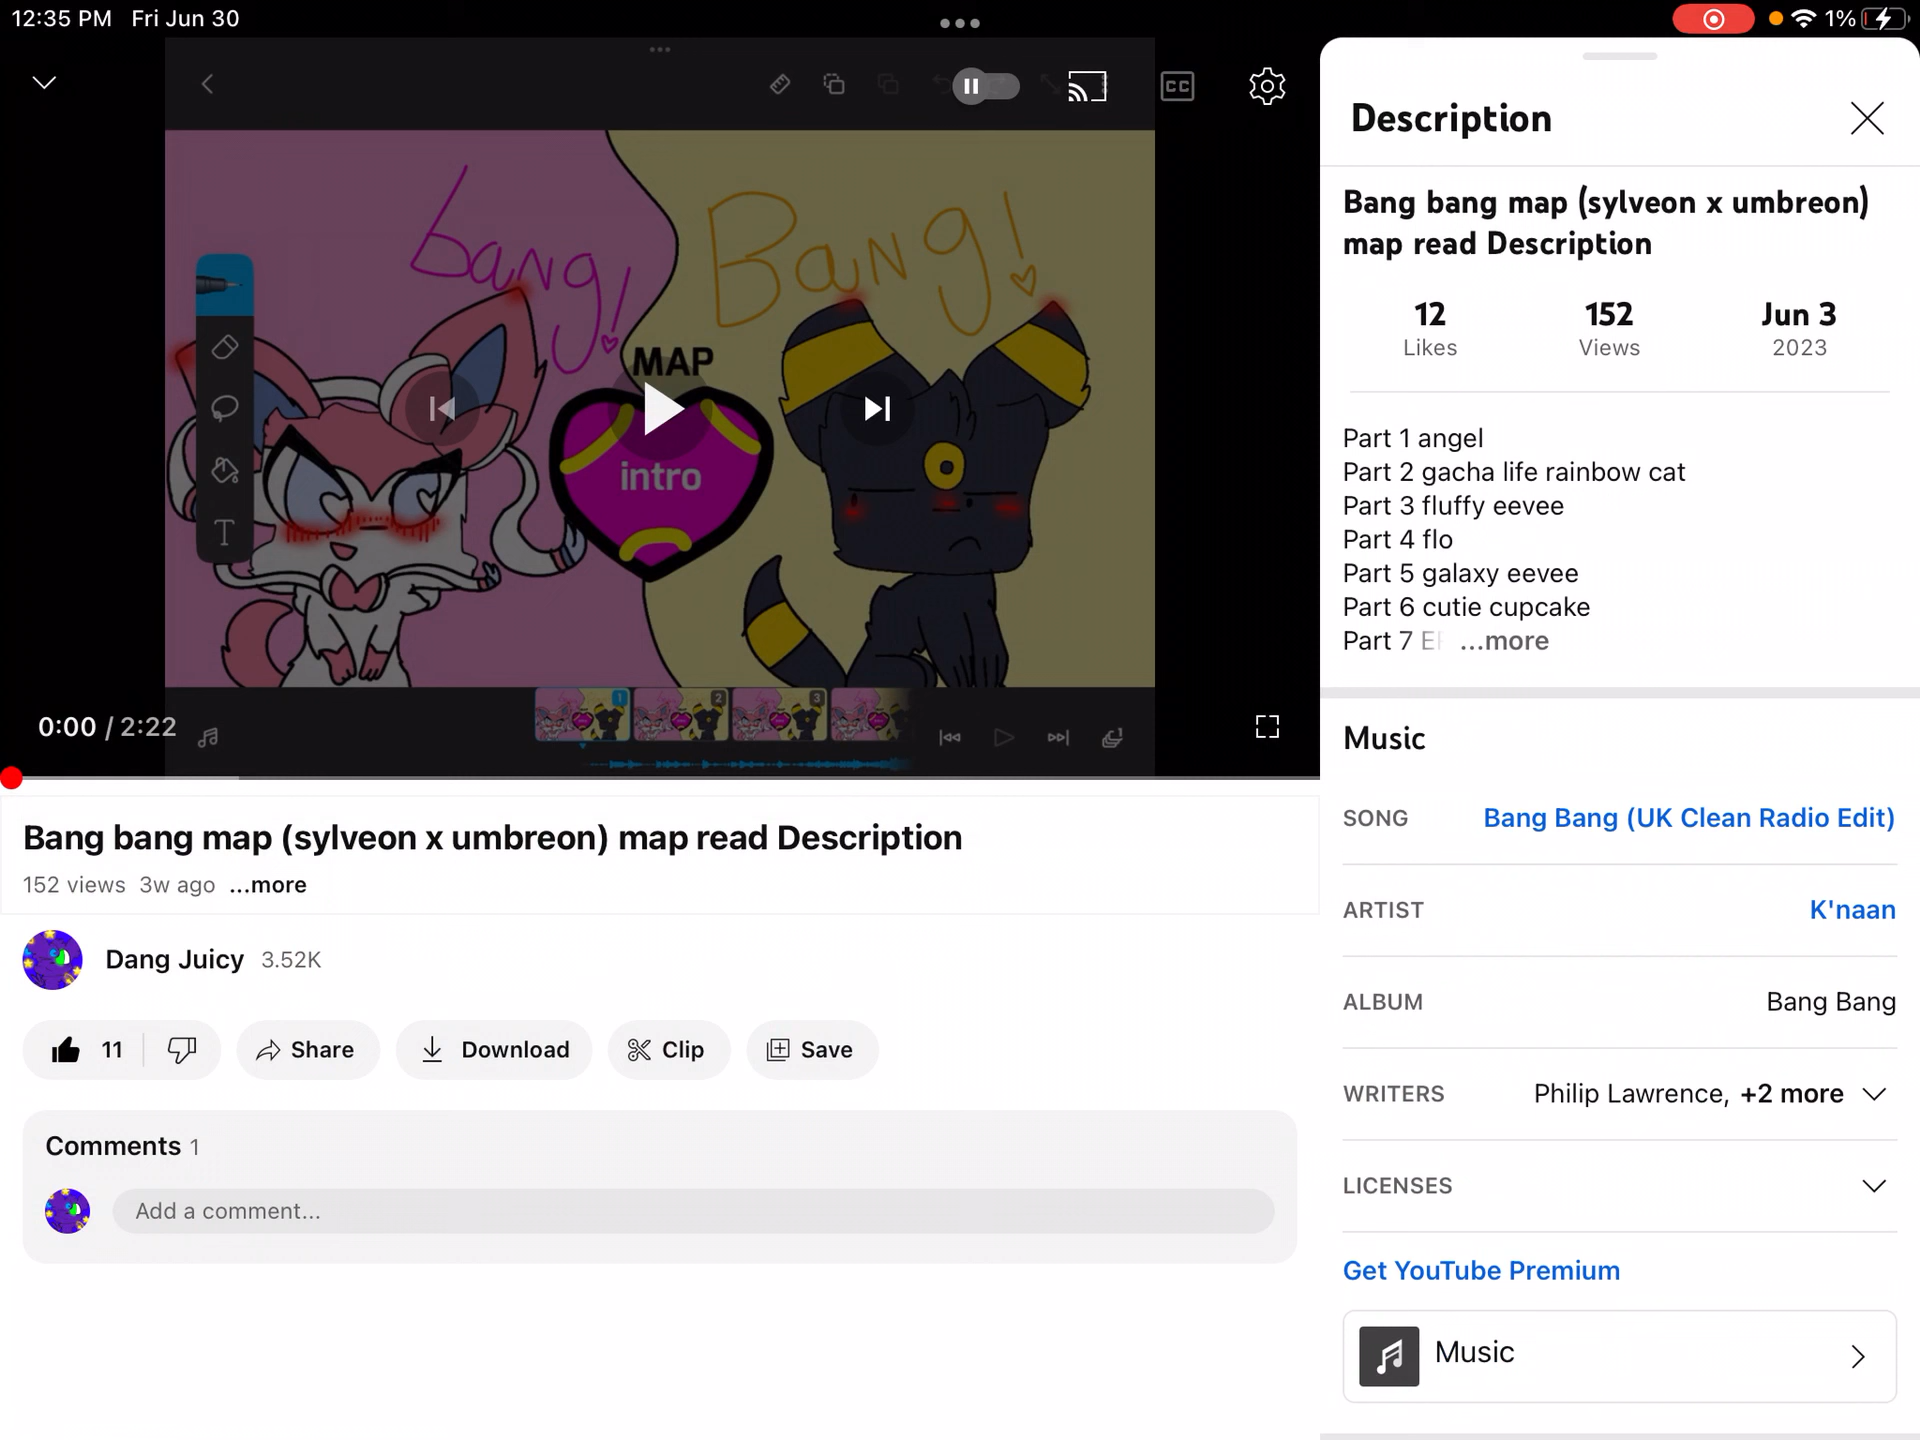 12:35 PM Fri Jun 30
1%
CC
bang!
Bang!
MAP
intro
T
1
2
3
0:00 / 2:22
Bang bang map (sylveon x umbreon) map read Description
152 views 3w ago ...more
Dang Juicy 3.52K
11
Share
Download
Clip
Save
Comments 1
Add a comment...
Description
Bang bang map (sylveon x umbreon)
map read Description
12 152 Jun 3
Likes Views 2023
Part 1 angel
Part 2 gacha life rainbow cat
Part 3 fluffy eevee
Part 4 flo
Part 5 galaxy eevee
Part 6 cutie cupcake
Part 7 ...more
Music
SONG Bang Bang (UK Clean Radio Edit)
ARTIST K'naan
ALBUM Bang Bang
WRITERS Philip Lawrence, +2 more
LICENSES
Get YouTube Premium
Music